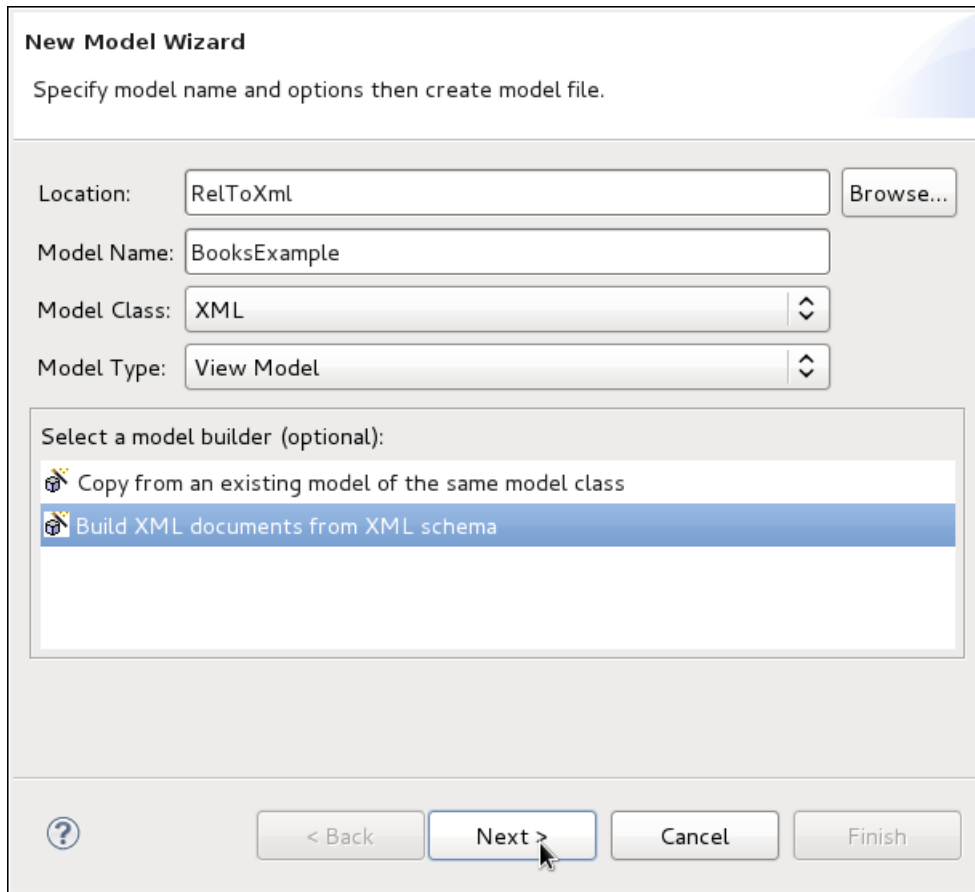 New Model Wizard
Specify model name and options then create model file.
Location: RelToXml Browse...
Model Name: BooksExample
Model Class: XML
Model Type: View Model
Select a model builder (optional):
Copy from an existing model of the same model class
Build XML documents from XML schema
? < Back Next > Cancel Finish